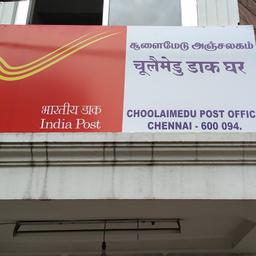 சூளைமேடு அஞ்சலகம்
चूलैमेडु डाक घर
भारतीय डाक
India Post
CHOOLAIMEDU POST OFFIC
CHENNAI - 600 094.